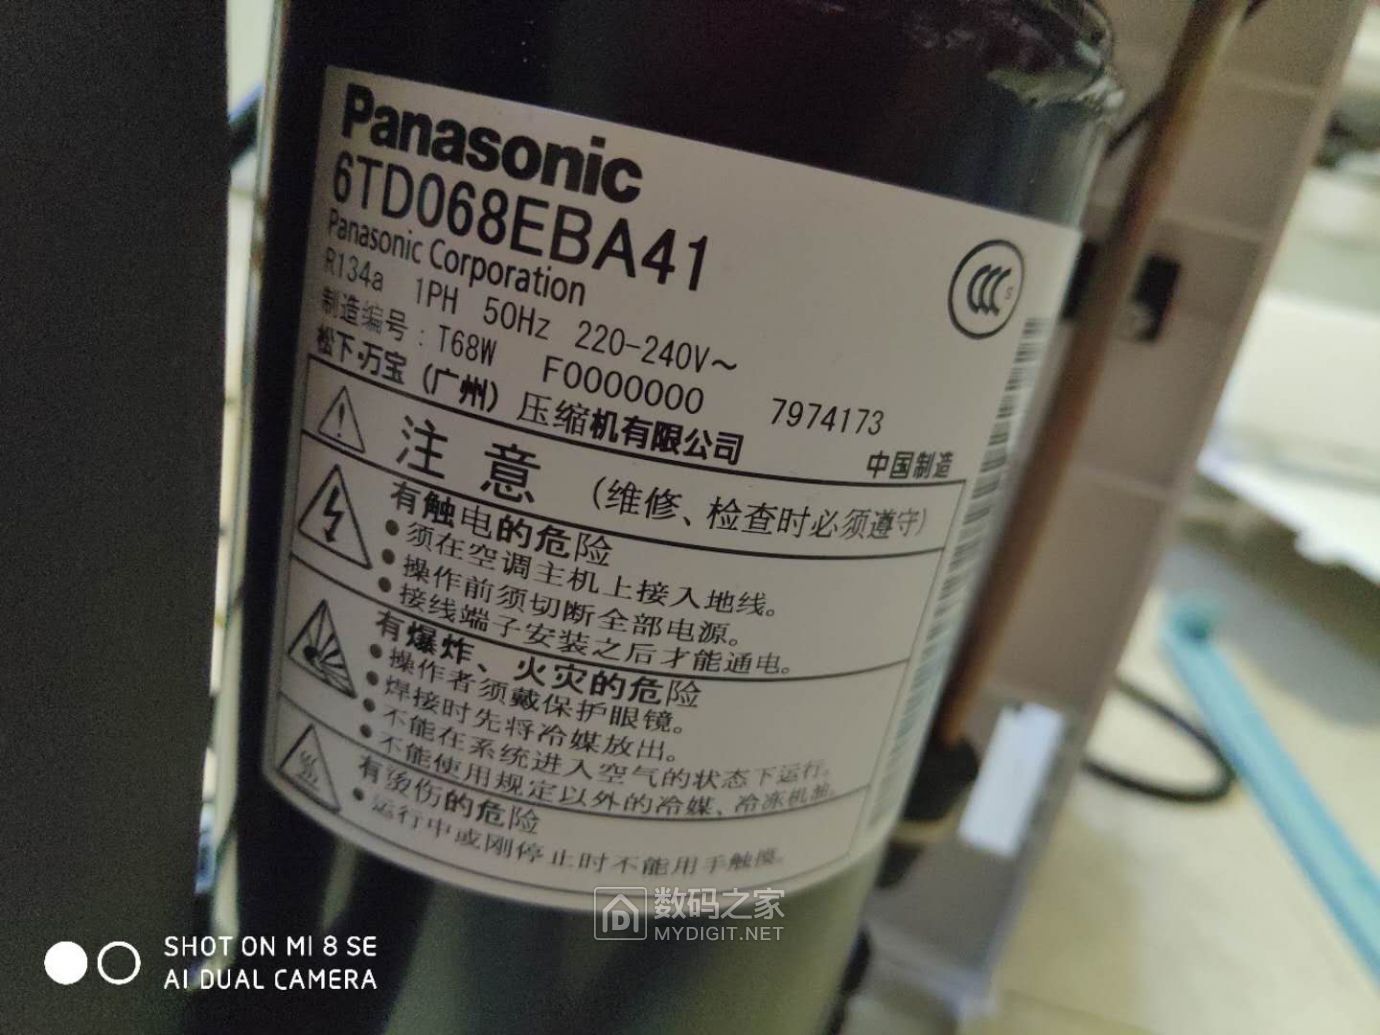 Panasonic
6TD068EBA41
Panasonic Corporation
R134a 1PH 50Hz 220-240V～
制造编号：T68W F0000000 7974173
松下·万宝（广州）压缩机有限公司 中国制造
注意（维修、检查时必须遵守）
有触电的危险
●须在空调主机上接入地线。
●操作前须切断全部电源。
●接线端子安装之后才能通电。
有爆炸、火灾的危险
●操作者须戴保护眼镜。
●焊接时先将冷媒放出。
●不能在系统进入空气的状态下运行。
●不能使用规定以外的冷媒、冷冻机油。
有烫伤的危险
●运行中或刚停止时不能用手触摸。
CCC S
数码之家
MYDIGIT.NET
SHOT ON MI 8 SE
AI DUAL CAMERA